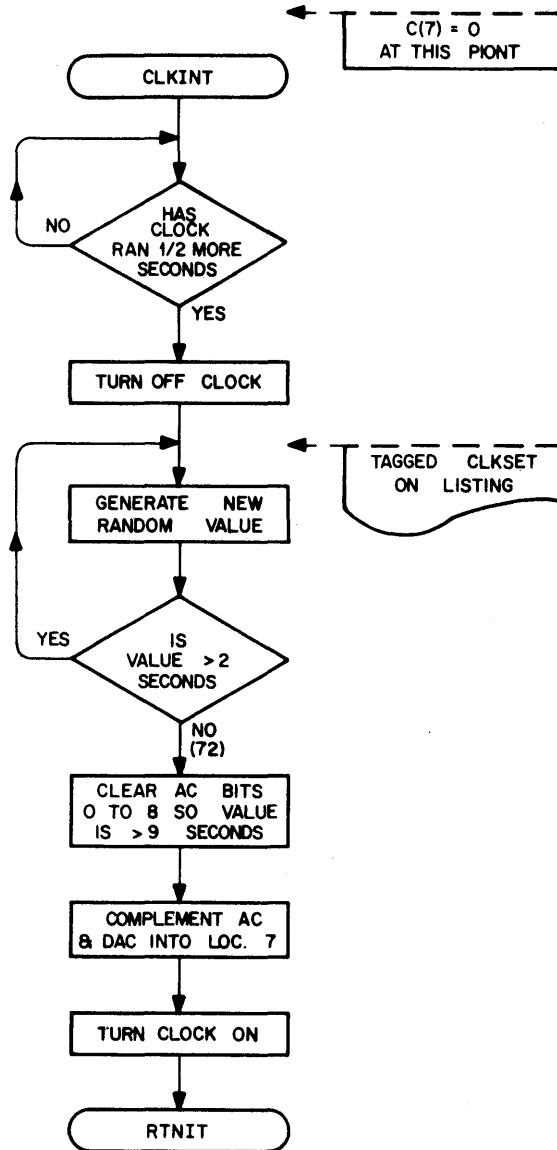 C(7) = 0
AT THIS PIONT
CLKINT
HAS
CLOCK
RAN 1/2 MORE
SECONDS
NO
YES
TURN OFF CLOCK
TAGGED CLKSET
ON LISTING
GENERATE NEW
RANDOM VALUE
YES
IS
VALUE > 2
SECONDS
NO
(72)
CLEAR AC BITS
0 TO 8 SO VALUE
IS > 9 SECONDS
COMPLEMENT AC
& DAC INTO LOC. 7
TURN CLOCK ON
RTNIT